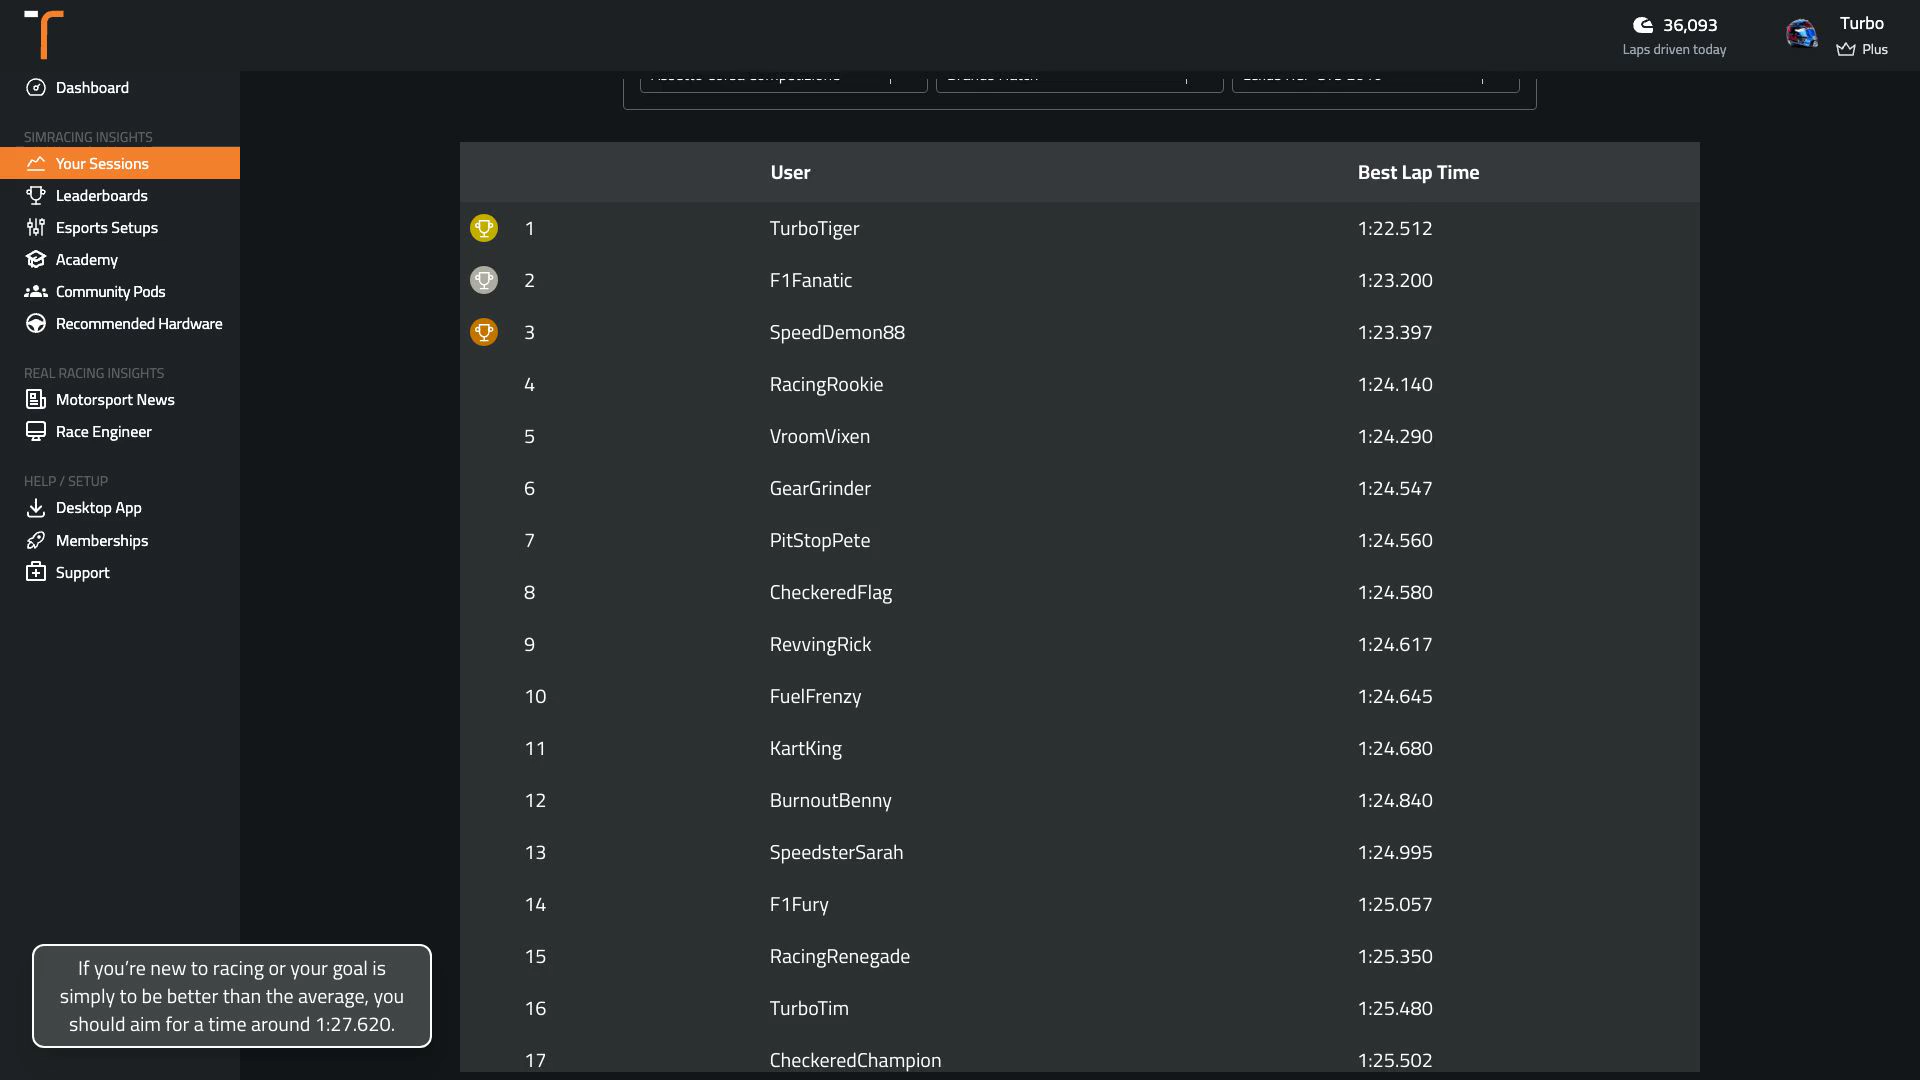 36,093
Laps driven today
Turbo
Plus
Dashboard
SIMRACING INSIGHTS
Your Sessions
Leaderboards
Esports Setups
Academy
Community Pods
Recommended Hardware
REAL RACING INSIGHTS
Motorsport News
Race Engineer
HELP / SETUP
Desktop App
Memberships
Support
User Best Lap Time
1 TurboTiger 1:22.512
2 F1Fanatic 1:23.200
3 SpeedDemon88 1:23.397
4 RacingRookie 1:24.140
5 VroomVixen 1:24.290
6 GearGrinder 1:24.547
7 PitStopPete 1:24.560
8 CheckeredFlag 1:24.580
9 RevvingRick 1:24.617
10 FuelFrenzy 1:24.645
11 KartKing 1:24.680
12 BurnoutBenny 1:24.840
13 SpeedsterSarah 1:24.995
14 F1Fury 1:25.057
15 RacingRenegade 1:25.350
16 TurboTim 1:25.480
17 CheckeredChampion 1:25.502
If you’re new to racing or your goal is
simply to be better than the average, you
should aim for a time around 1:27.620.